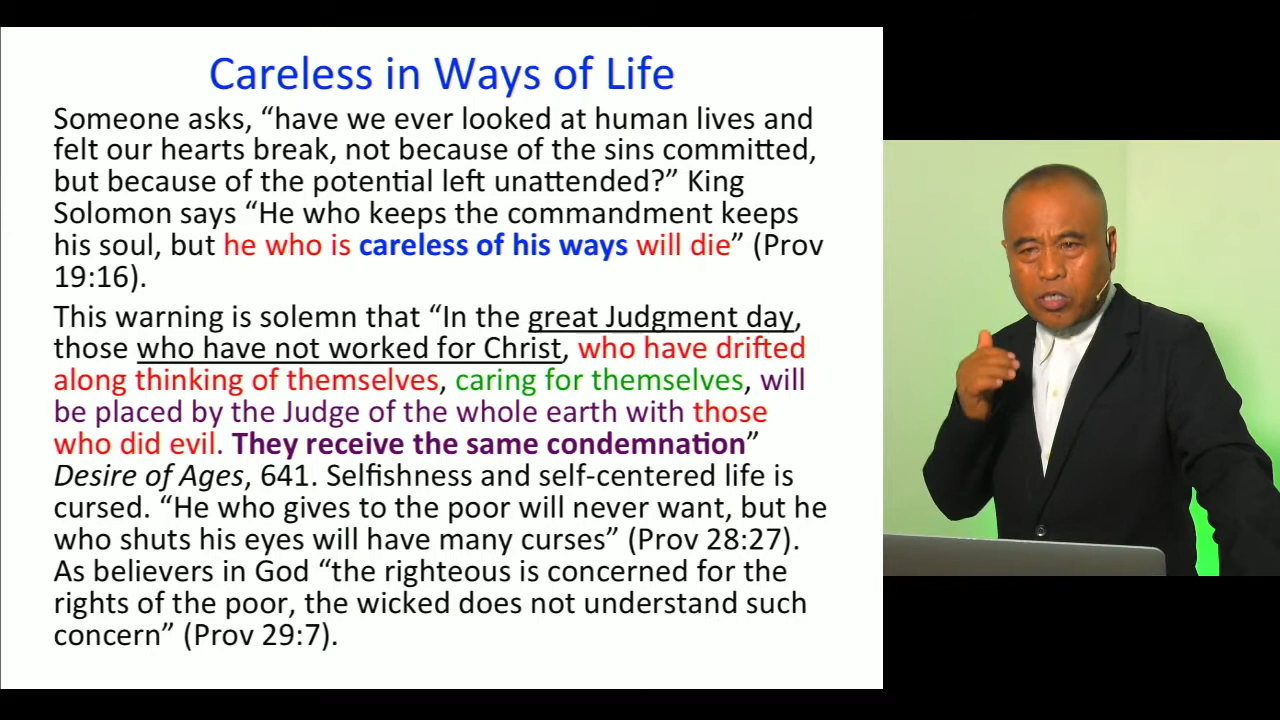 Careless in Ways of Life
Someone asks, “have we ever looked at human lives and
felt our hearts break, not because of the sins committed,
but because of the potential left unattended?” King
Solomon says “He who keeps the commandment keeps
his soul, but he who is careless of his ways will die” (Prov
19:16).
This warning is solemn that “In the great Judgment day,
those who have not worked for Christ, who have drifted
along thinking of themselves, caring for themselves, will
be placed by the Judge of the whole earth with those
who did evil. They receive the same condemnation”
Desire of Ages, 641. Selfishness and self-centered life is
cursed. “He who gives to the poor will never want, but he
who shuts his eyes will have many curses” (Prov 28:27).
As believers in God “the righteous is concerned for the
rights of the poor, the wicked does not understand such
concern” (Prov 29:7).